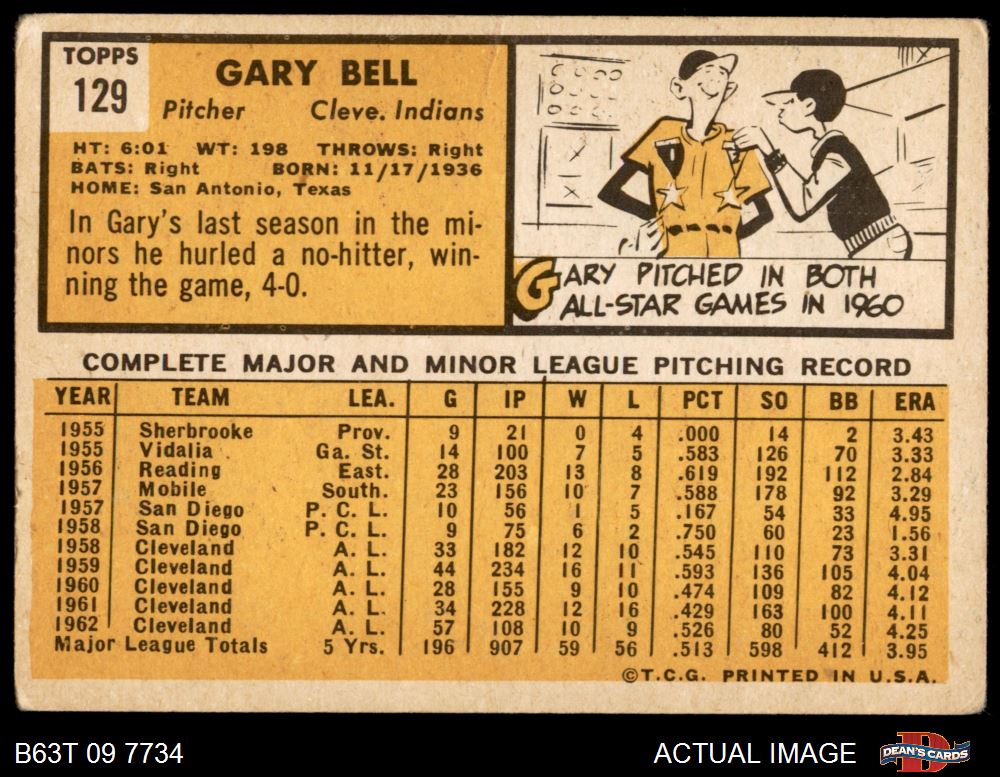 TOPPS
129
GARY BELL
Pitcher Cleve. Indians
HT: 6:01 WT: 198 THROWS: Right
BATS: Right BORN: 11/17/1936
HOME: San Antonio, Texas
In Gary's last season in the mi-
nors he hurled a no-hitter, win-
ning the game, 4-0.
GARY PITCHED IN BOTH
ALL-STAR GAMES IN 1960
COMPLETE MAJOR AND MINOR LEAGUE PITCHING RECORD
YEAR TEAM LEA. G IP W L PCT SO BB ERA
1955 Sherbrooke Prov. 9 21 0 4 .000 14 2 3.43
1955 Vidalia Ga. St. 14 100 7 5 .583 126 70 3.33
1956 Reading East. 28 203 13 8 .619 192 112 2.84
1957 Mobile South. 23 156 10 7 .588 178 92 3.29
1957 San Diego P. C. L. 10 56 1 5 .167 54 33 4.95
1958 San Diego P. C. L. 9 75 6 2 .750 60 23 1.56
1958 Cleveland A. L. 33 182 12 10 .545 110 73 3.31
1959 Cleveland A. L. 44 234 16 11 .593 136 105 4.04
1960 Cleveland A. L. 28 155 9 10 .474 109 82 4.12
1961 Cleveland A. L. 34 228 12 16 .429 163 100 4.11
1962 Cleveland A. L. 57 108 10 9 .526 80 52 4.25
Major League Totals 5 Yrs. 196 907 59 56 .513 598 412 3.95
©T.C.G. PRINTED IN U.S.A.
B63T 09 7734 ACTUAL IMAGE
DEAN'S CARDS